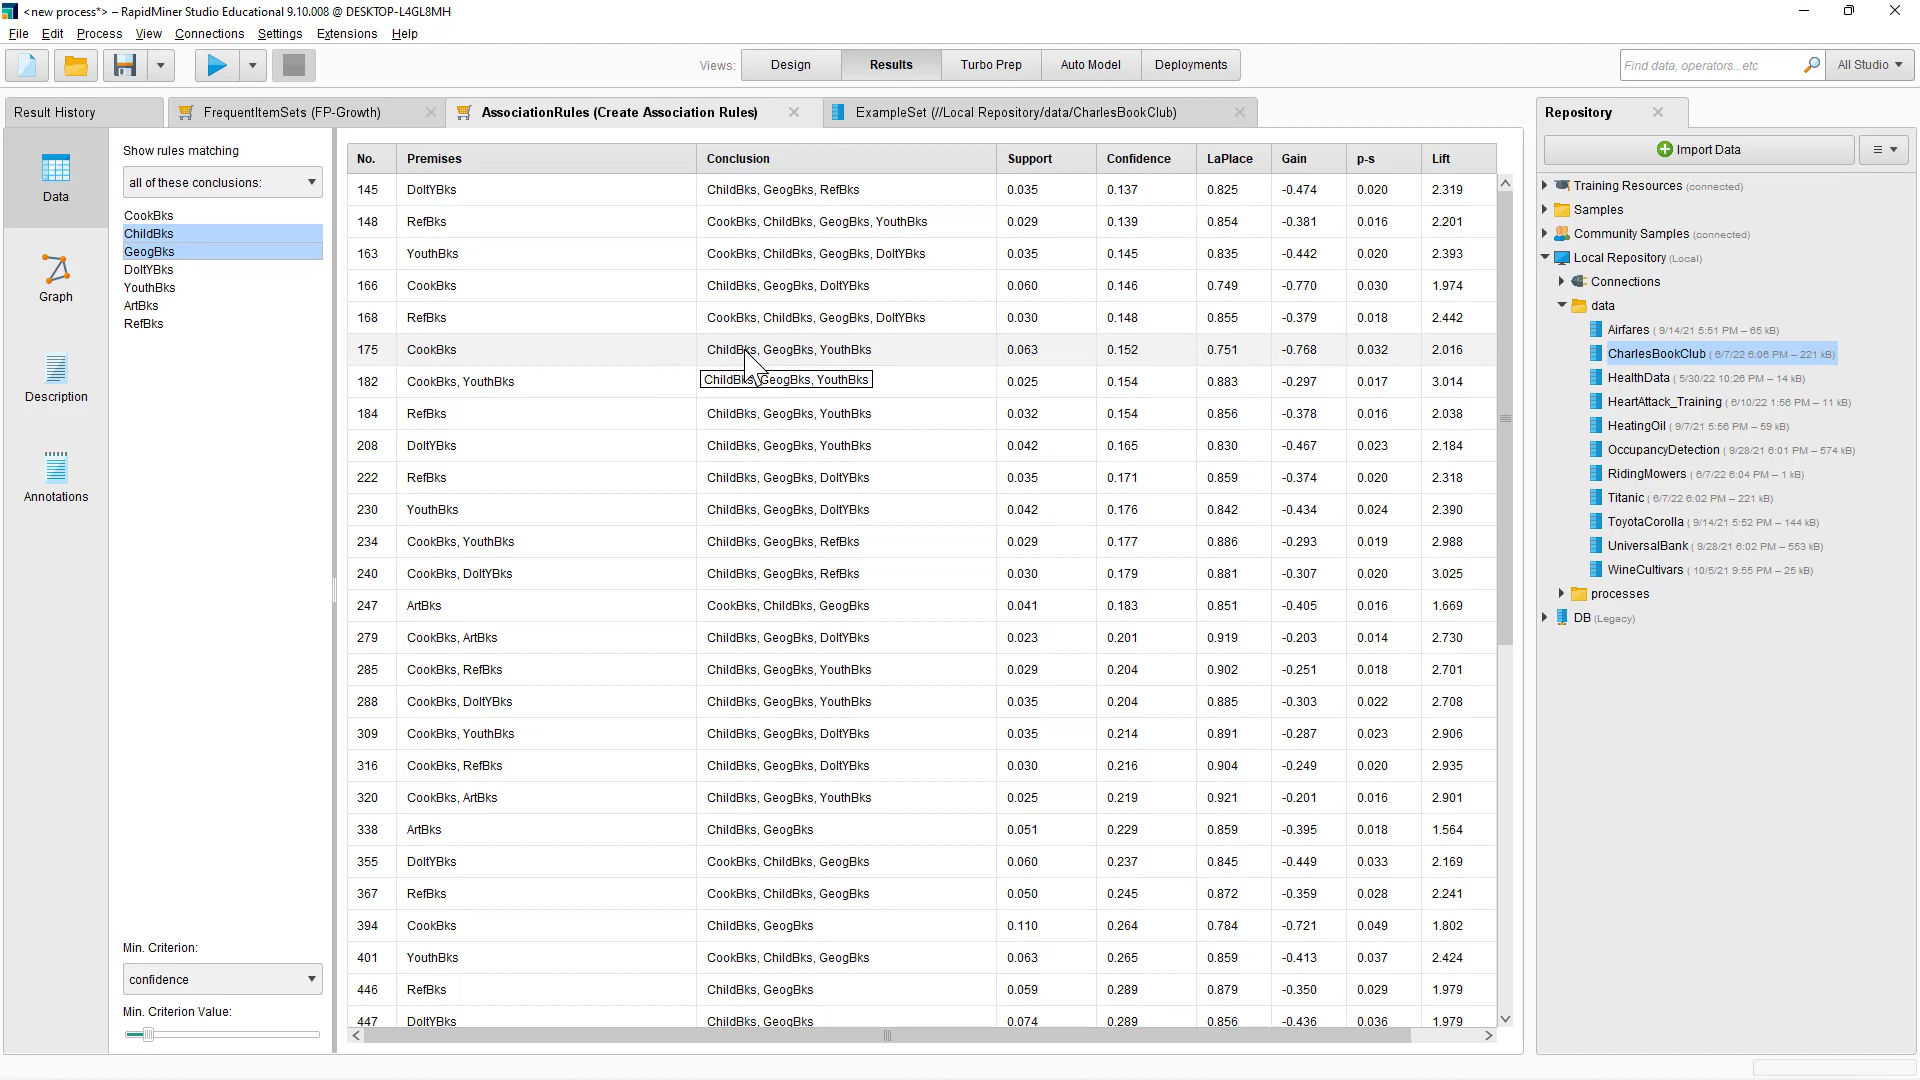 <new process*> – RapidMiner Studio Educational 9.10.008 @ DESKTOP-L4GL8MH
File Edit Process View Connections Settings Extensions Help
Views: Design Results Turbo Prep Auto Model Deployments Find data, operators...etc All Studio
Result History FrequentItemSets (FP-Growth) AssociationRules (Create Association Rules) ExampleSet (//Local Repository/data/CharlesBookClub)
Data
Graph
Description
Annotations
Show rules matching
all of these conclusions:
CookBks
ChildBks
GeogBks
DoItYBks
YouthBks
ArtBks
RefBks
Min. Criterion:
confidence
Min. Criterion Value:
No. Premises Conclusion Support Confidence LaPlace Gain p-s Lift
145 DoItYBks ChildBks, GeogBks, RefBks 0.035 0.137 0.825 -0.474 0.020 2.319
148 RefBks CookBks, ChildBks, GeogBks, YouthBks 0.029 0.139 0.854 -0.381 0.016 2.201
163 YouthBks CookBks, ChildBks, GeogBks, DoItYBks 0.035 0.145 0.835 -0.442 0.020 2.393
166 CookBks ChildBks, GeogBks, DoItYBks 0.060 0.146 0.749 -0.770 0.030 1.974
168 RefBks CookBks, ChildBks, GeogBks, DoItYBks 0.030 0.148 0.855 -0.379 0.018 2.442
175 CookBks ChildBks, GeogBks, YouthBks 0.063 0.152 0.751 -0.768 0.032 2.016
182 CookBks, YouthBks ChildBks, GeogBks, YouthBks 0.025 0.154 0.883 -0.297 0.017 3.014
184 RefBks ChildBks, GeogBks, YouthBks 0.032 0.154 0.856 -0.378 0.016 2.038
208 DoItYBks ChildBks, GeogBks, YouthBks 0.042 0.165 0.830 -0.467 0.023 2.184
222 RefBks ChildBks, GeogBks, DoItYBks 0.035 0.171 0.859 -0.374 0.020 2.318
230 YouthBks ChildBks, GeogBks, DoItYBks 0.042 0.176 0.842 -0.434 0.024 2.390
234 CookBks, YouthBks ChildBks, GeogBks, RefBks 0.029 0.177 0.886 -0.293 0.019 2.988
240 CookBks, DoItYBks ChildBks, GeogBks, RefBks 0.030 0.179 0.881 -0.307 0.020 3.025
247 ArtBks CookBks, ChildBks, GeogBks 0.041 0.183 0.851 -0.405 0.016 1.669
279 CookBks, ArtBks ChildBks, GeogBks, DoItYBks 0.023 0.201 0.919 -0.203 0.014 2.730
285 CookBks, RefBks ChildBks, GeogBks, YouthBks 0.029 0.204 0.902 -0.251 0.018 2.701
288 CookBks, DoItYBks ChildBks, GeogBks, YouthBks 0.035 0.204 0.885 -0.303 0.022 2.708
309 CookBks, YouthBks ChildBks, GeogBks, DoItYBks 0.035 0.214 0.891 -0.287 0.023 2.906
316 CookBks, RefBks ChildBks, GeogBks, DoItYBks 0.030 0.216 0.904 -0.249 0.020 2.935
320 CookBks, ArtBks ChildBks, GeogBks, YouthBks 0.025 0.219 0.921 -0.201 0.016 2.901
338 ArtBks ChildBks, GeogBks 0.051 0.229 0.859 -0.395 0.018 1.564
355 DoItYBks CookBks, ChildBks, GeogBks 0.060 0.237 0.845 -0.449 0.033 2.169
367 RefBks CookBks, ChildBks, GeogBks 0.050 0.245 0.872 -0.359 0.028 2.241
394 CookBks ChildBks, GeogBks 0.110 0.264 0.784 -0.721 0.049 1.802
401 YouthBks CookBks, ChildBks, GeogBks 0.063 0.265 0.859 -0.413 0.037 2.424
446 RefBks ChildBks, GeogBks 0.059 0.289 0.879 -0.350 0.029 1.979
447 DoItYBks ChildBks, GeogBks 0.074 0.289 0.856 -0.436 0.036 1.979
Repository
Import Data
Training Resources (connected)
Samples
Community Samples (connected)
Local Repository (Local)
Connections
data
Airfares ( 9/14/21 5:51 PM – 65 kB)
CharlesBookClub ( 6/7/22 6:06 PM – 221 kB)
HealthData ( 5/30/22 10:26 PM – 14 kB)
HeartAttack_Training ( 6/10/22 1:56 PM – 11 kB)
HeatingOil ( 9/7/21 5:56 PM – 59 kB)
OccupancyDetection ( 9/28/21 6:01 PM – 574 kB)
RidingMowers ( 6/7/22 6:04 PM – 1 kB)
Titanic ( 6/7/22 6:02 PM – 221 kB)
ToyotaCorolla ( 9/14/21 5:52 PM – 144 kB)
UniversalBank ( 9/28/21 6:02 PM – 553 kB)
WineCultivars ( 10/5/21 9:55 PM – 25 kB)
processes
DB (Legacy)